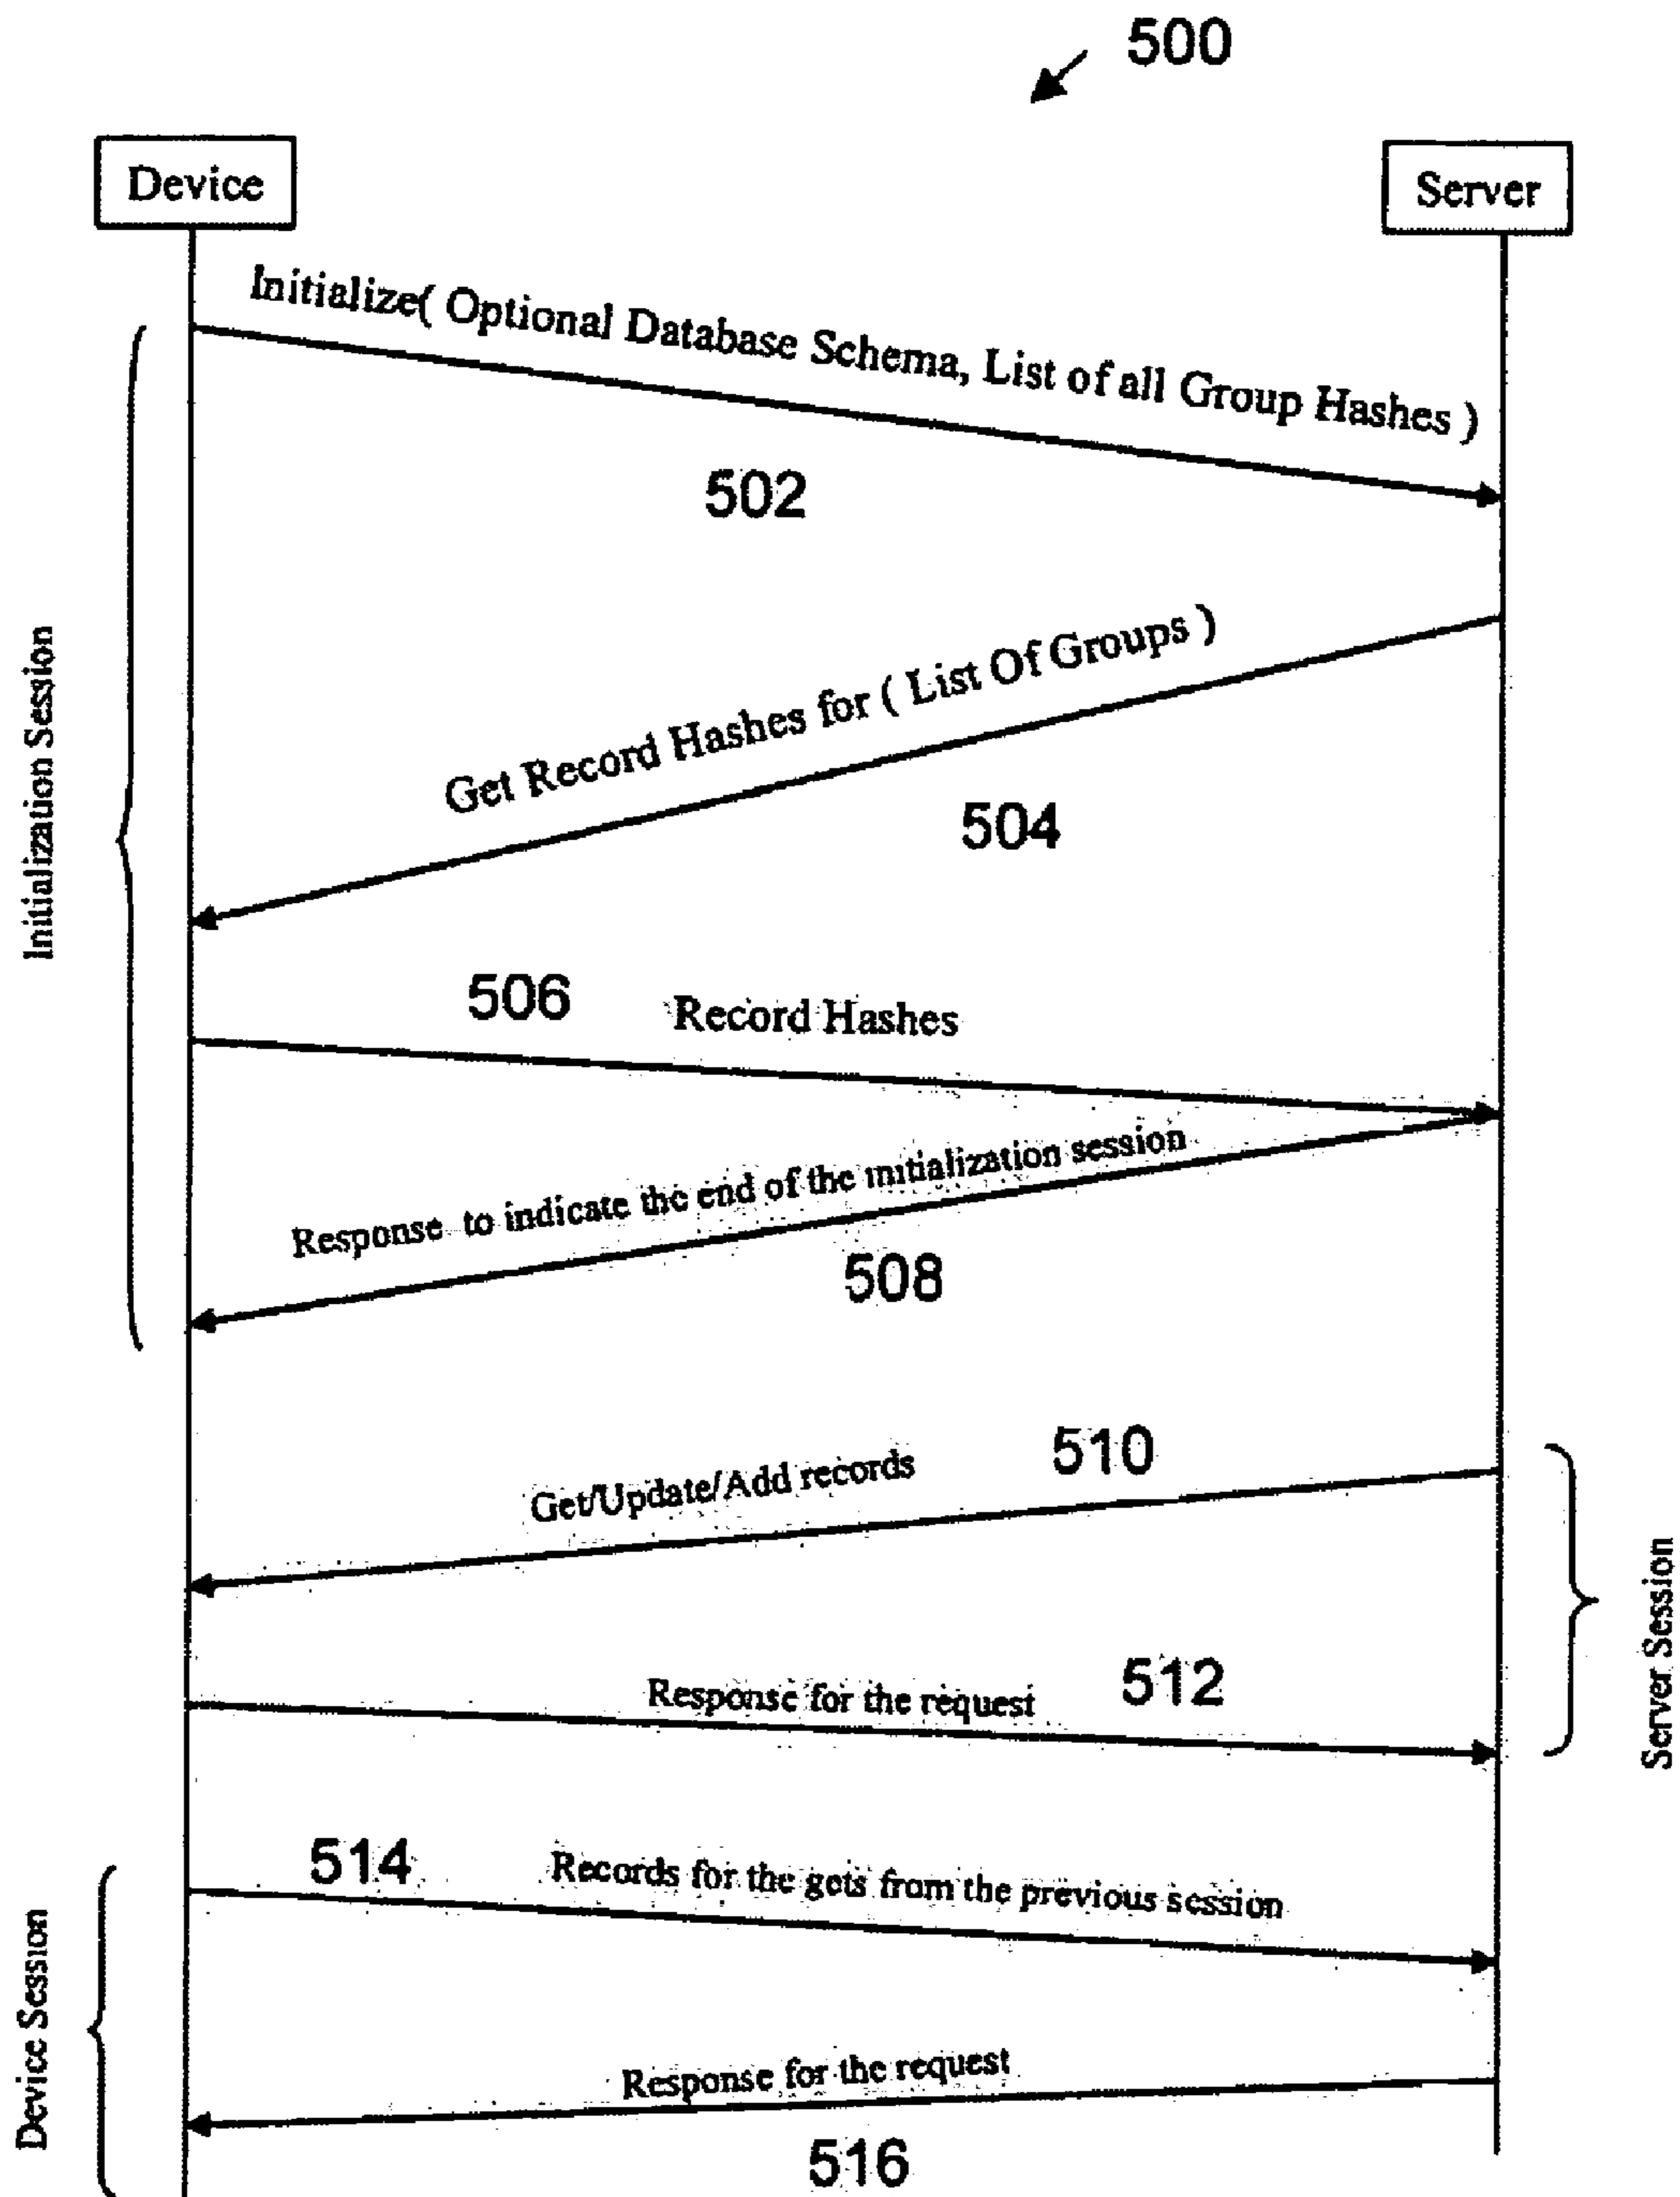 500
Device
Server
Initialize( Optional Database Schema, List of all Group Hashes )
502
Initialization Session
Get Record Hashes for ( List Of Groups )
504
506
Record Hashes
Response to indicate the end of the initialization session
508
510
Get/Update/Add records
Server Session
512
Response for the request
514
Records for the gets from the previous session
Device Session
Response for the request
516